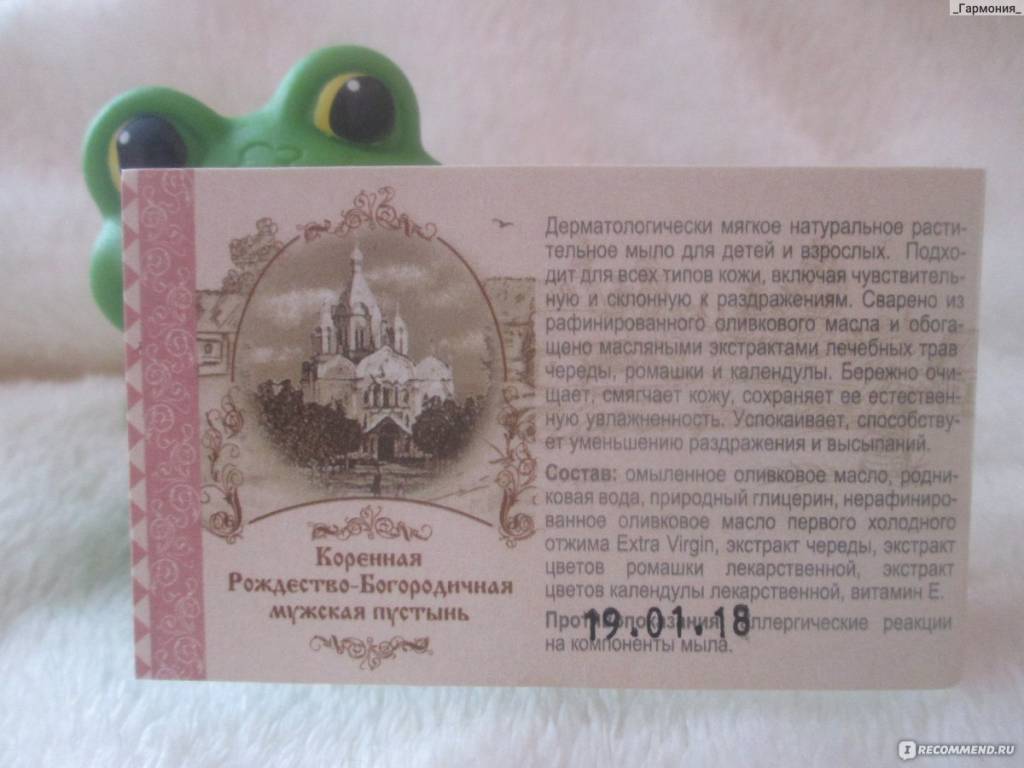 _Гармония_
Дерматологически мягкое натуральное расти-
тельное мыло для детей и взрослых. Подхо-
дит для всех типов кожи, включая чувствитель-
ную и склонную к раздражениям. Сварено из
рафинированного оливкового масла и обога-
щено масляными экстрактами лечебных трав
череды, ромашки и календулы. Бережно очи-
щает, смягчает кожу, сохраняет ее естествен-
ную увлажненность. Успокаивает, способству-
ет уменьшению раздражения и высыпаний.
Состав: омыленное оливковое масло, родни-
ковая вода, природный глицерин, нерафиниро-
ванное оливковое масло первого холодного
отжима Extra Virgin, экстракт череды, экстракт
цветов ромашки лекарственной, экстракт
цветов календулы лекарственной, витамин Е.
Противопоказания: аллергические реакции
19.01.18
на компоненты мыла.
Коренная
Рождество-Богородичная
мужская пустынь
IRECOMMEND.RU